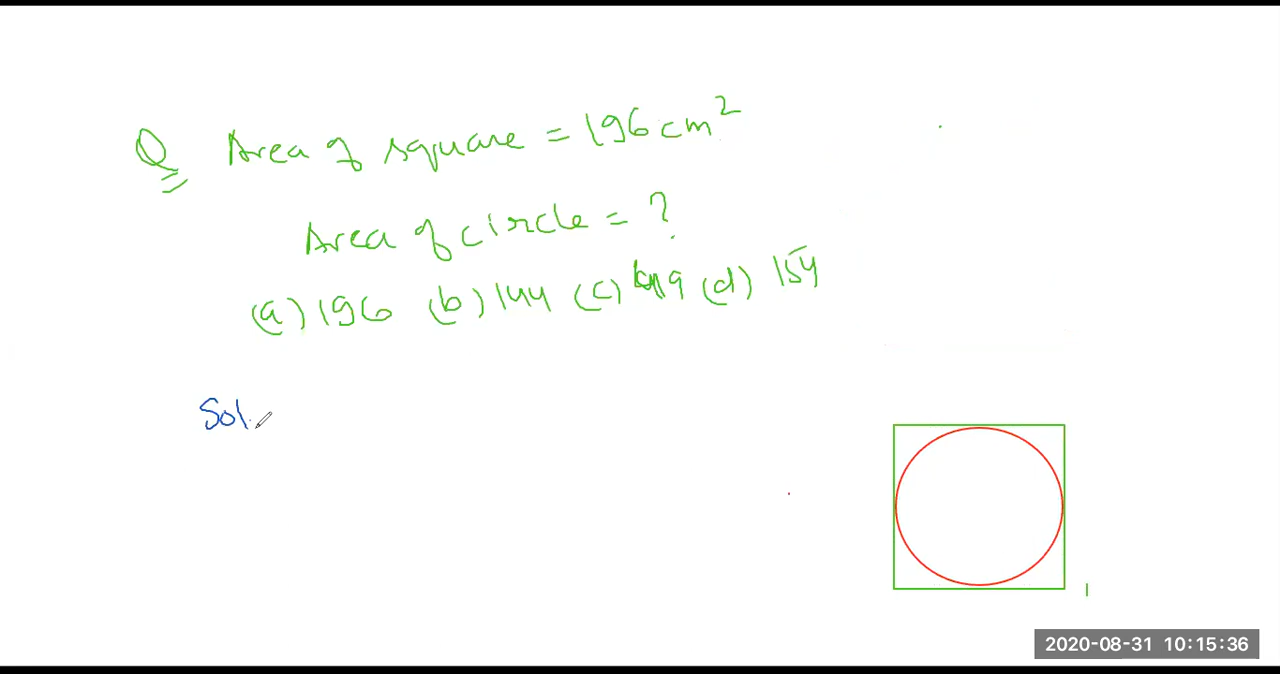 Q Area of square = 196 cm²
Area of circle = ?
(a) 196 (b) 144 (c) (d) 154
Sol.
2020-08-31 10:15:36